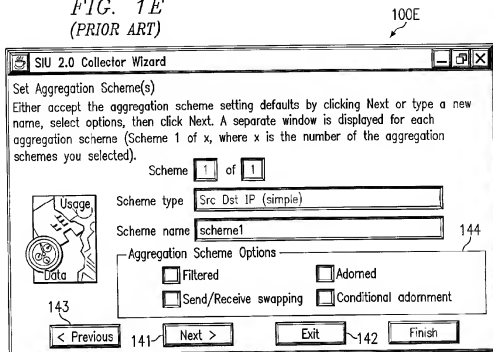 FIG. 1E
(PRIOR ART)
100E
SIU 2.0 Collector Wizard
Set Aggregation Scheme(s)
Either accept the aggregation scheme setting defaults by clicking Next or type a new
name, select options, then click Next. A separate window is displayed for each
aggregation scheme (Scheme 1 of x, where x is the number of the aggregation
schemes you selected).
Scheme 1 of 1
Usage
Data
Scheme type Src Dst IP (simple)
Scheme name scheme1
144
Aggregation Scheme Options
Filtered Adorned
Send/Receive swapping Conditional adornment
143
< Previous 141 Next > Exit 142 Finish